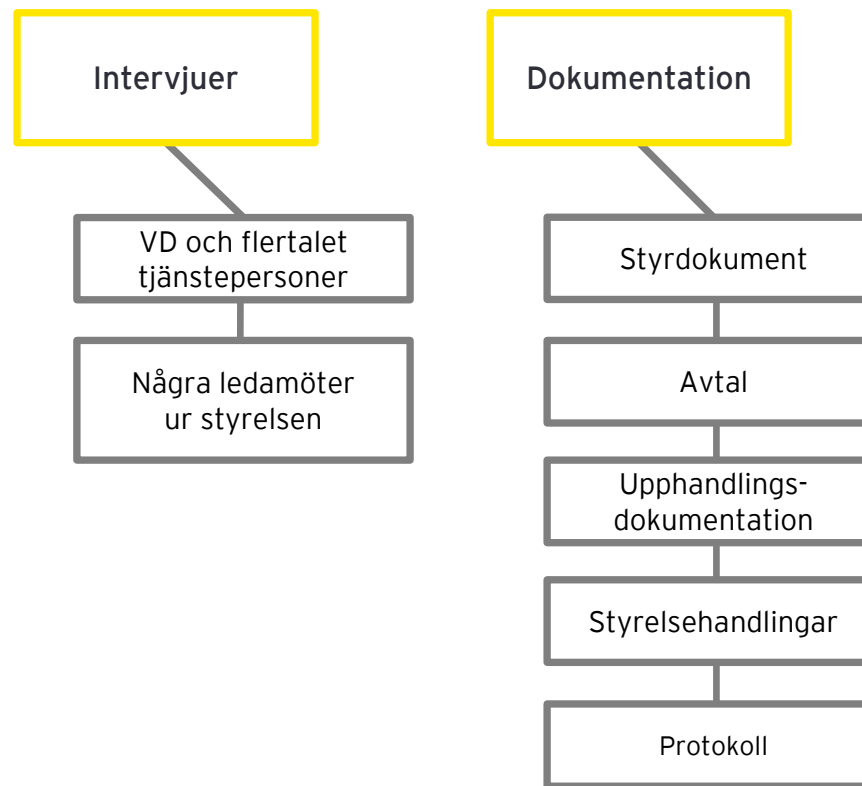 Intervjuer
VD och flertalet
tjänstepersoner
Några ledamöter
ur styrelsen
Dokumentation
Styrdokument
Avtal
Upphandlings-
dokumentation
Styrelsehandlingar
Protokoll